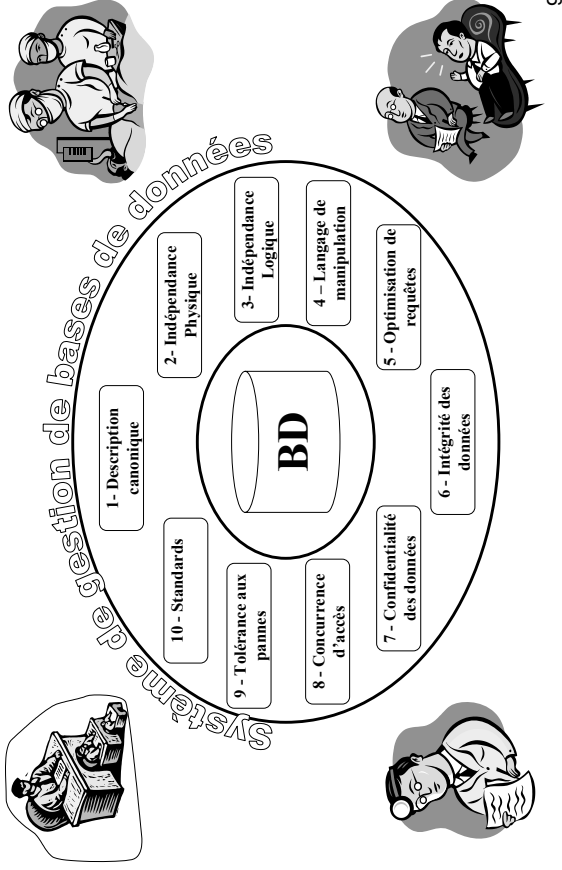 Système de gestion de bases de données
1- Description
canonique
2- Indépendance
Physique
3- Indépendance
Logique
4 – Langage de
manipulation
5 - Optimisation de
requêtes
6 - Intégrité des
données
7 - Confidentialité
des données
8 - Concurrence
d'accès
9 - Tolérance aux
pannes
10 - Standards
BD